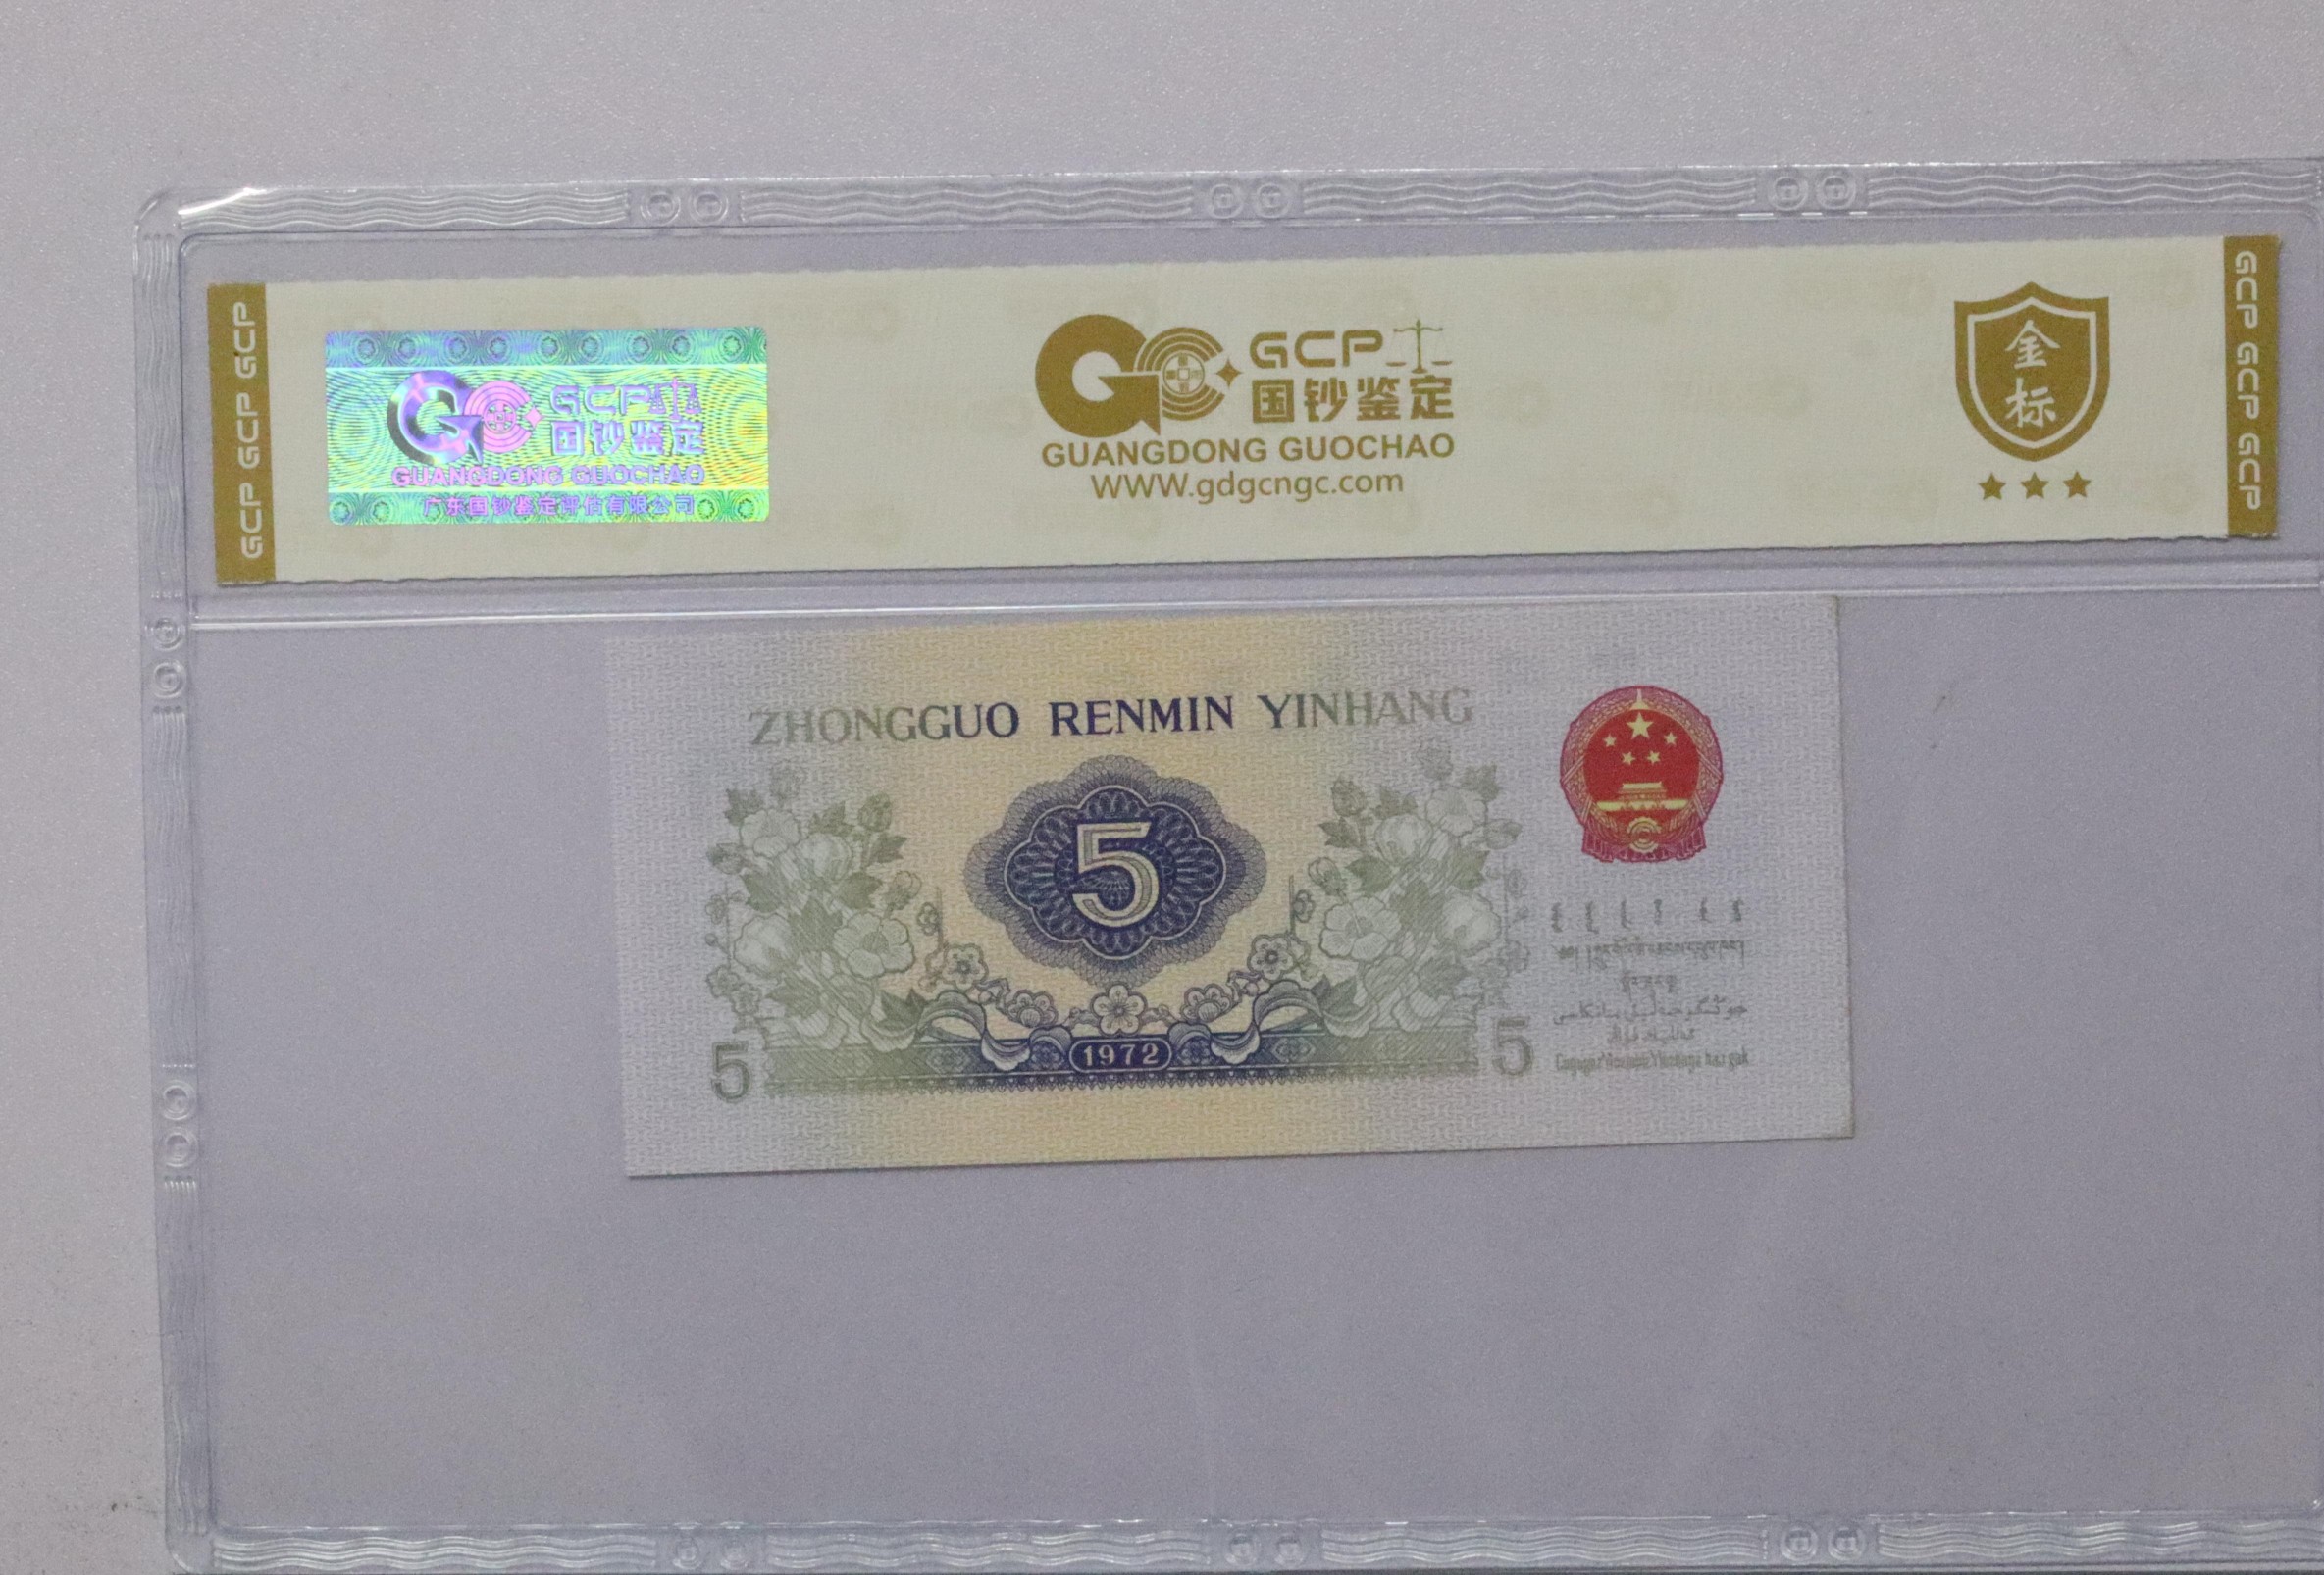 GCP GCP GCP
GCP
国钞鉴定
GUANGDONG GUOCHAO
广东国钞鉴定评估有限公司
GCP
国钞鉴定
GUANGDONG GUOCHAO
www.gdgcngc.com
金
标
GCP GCP GCP
ZHONGGUO RENMIN YINHANG
5
1972
5
5